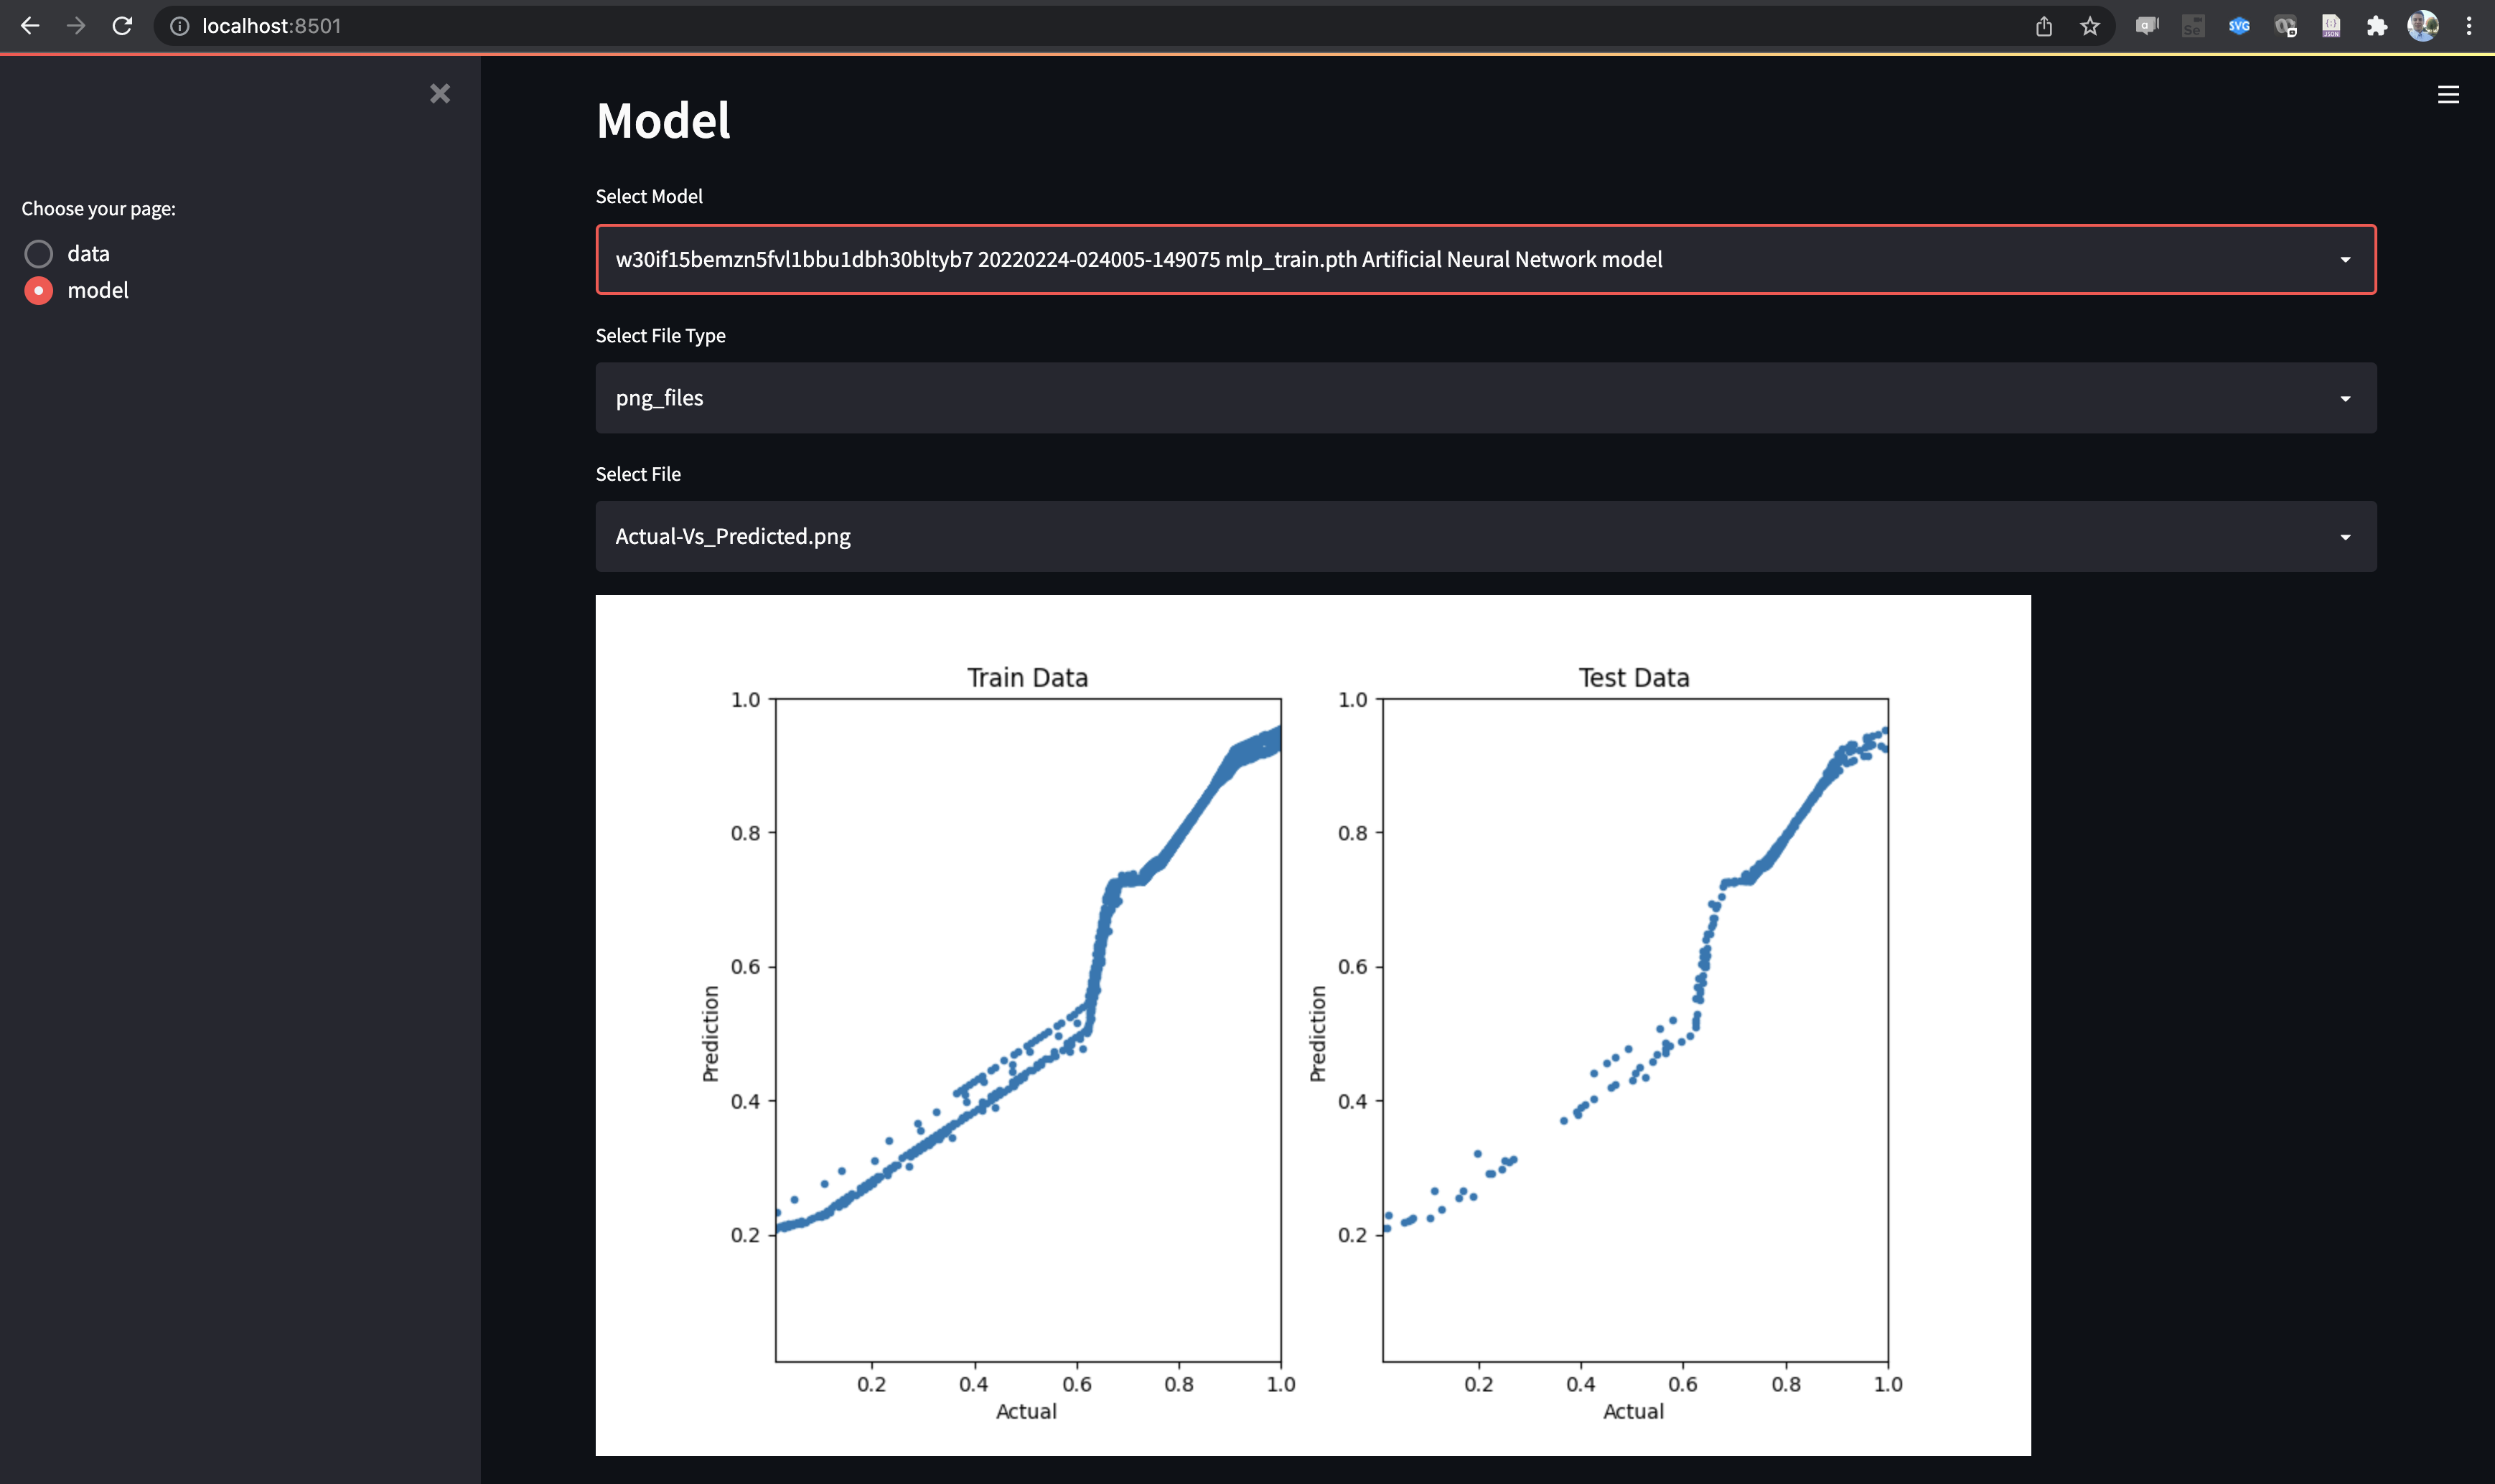 localhost:8501
Choose your page:
data
model
Model
Select Model
w30if15bemzn5fvl1bbu1dbh30bltyb7 20220224-024005-149075 mlp_train.pth Artificial Neural Network model
Select File Type
png_files
Select File
Actual-Vs_Predicted.png
Train Data
1.0
0.8
0.6
0.4
0.2
Prediction
0.2 0.4 0.6 0.8 1.0
Actual
Test Data
1.0
0.8
0.6
0.4
0.2
Prediction
0.2 0.4 0.6 0.8 1.0
Actual
SVG
Se
JSON